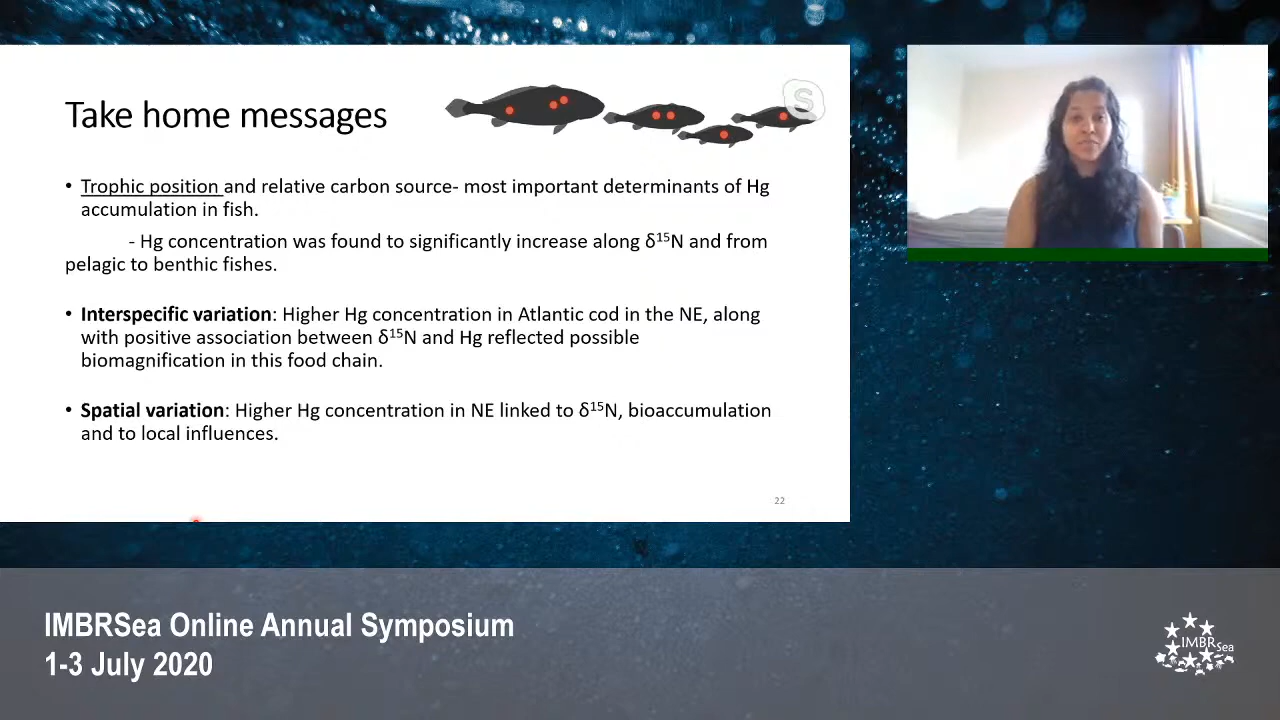 Take home messages
S
• Trophic position and relative carbon source- most important determinants of Hg
accumulation in fish.
- Hg concentration was found to significantly increase along δ¹⁵N and from
pelagic to benthic fishes.
• Interspecific variation: Higher Hg concentration in Atlantic cod in the NE, along
with positive association between δ¹⁵N and Hg reflected possible
biomagnification in this food chain.
• Spatial variation: Higher Hg concentration in NE linked to δ¹⁵N, bioaccumulation
and to local influences.
22
IMBRSea Online Annual Symposium
1-3 July 2020
IMBRSea